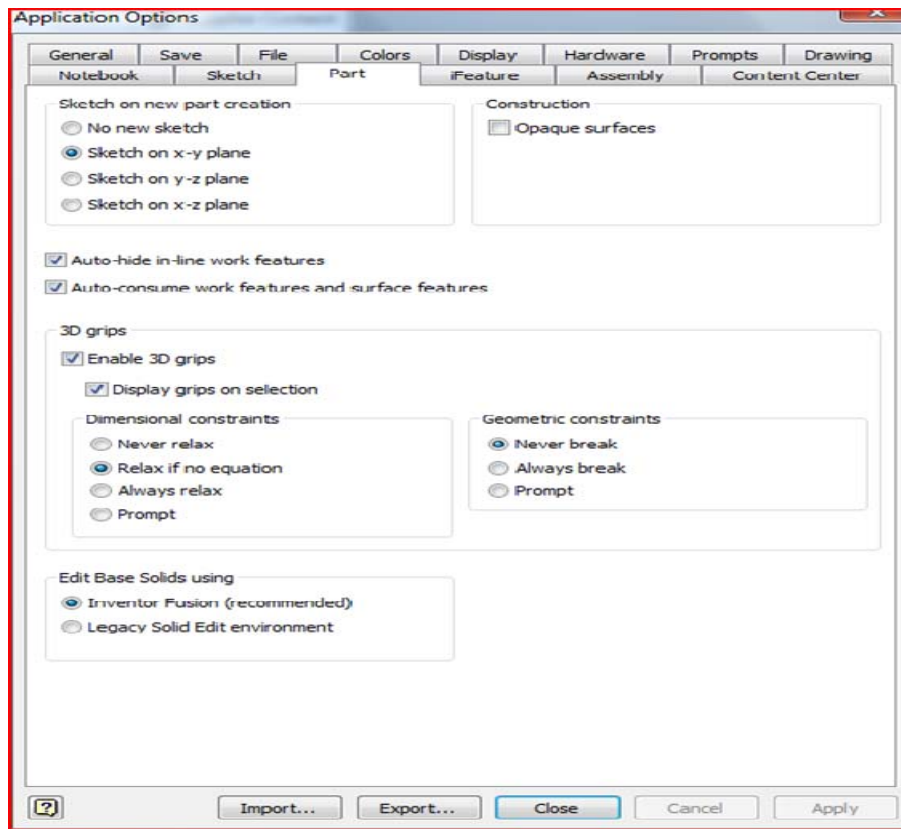 Application Options
General Save File Colors Display Hardware Prompts Drawing
Notebook Sketch Part iFeature Assembly Content Center
Sketch on new part creation
No new sketch
Sketch on x-y plane
Sketch on y-z plane
Sketch on x-z plane
Construction
Opaque surfaces
Auto-hide in-line work features
Auto-consume work features and surface features
3D grips
Enable 3D grips
Display grips on selection
Dimensional constraints
Never relax
Relax if no equation
Always relax
Prompt
Geometric constraints
Never break
Always break
Prompt
Edit Base Solids using
Inventor Fusion (recommended)
Legacy Solid Edit environment
Import... Export... Close Cancel Apply